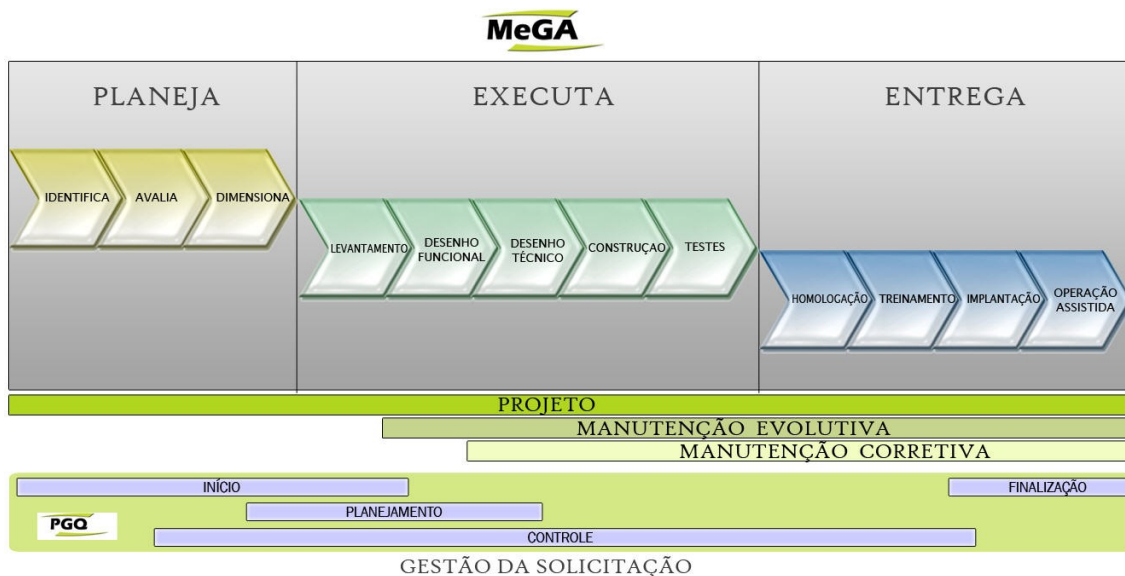 MeGA
PLANEJA
EXECUTA
ENTREGA
IDENTIFICA
AVALIA
DIMENSIONA
LEVANTAMENTO
DESENHO
FUNCIONAL
DESENHO
TÉCNICO
CONSTRUÇAO
TESTES
HOMOLOGAÇÃO
TREINAMENTO
IMPLANTAÇÃO
OPERAÇÃO
ASSISTIDA
PROJETO
MANUTENÇÃO EVOLUTIVA
MANUTENÇÃO CORRETIVA
INÍCIO
FINALIZAÇÃO
PGQ
PLANEJAMENTO
CONTROLE
GESTÃO DA SOLICITAÇÃO